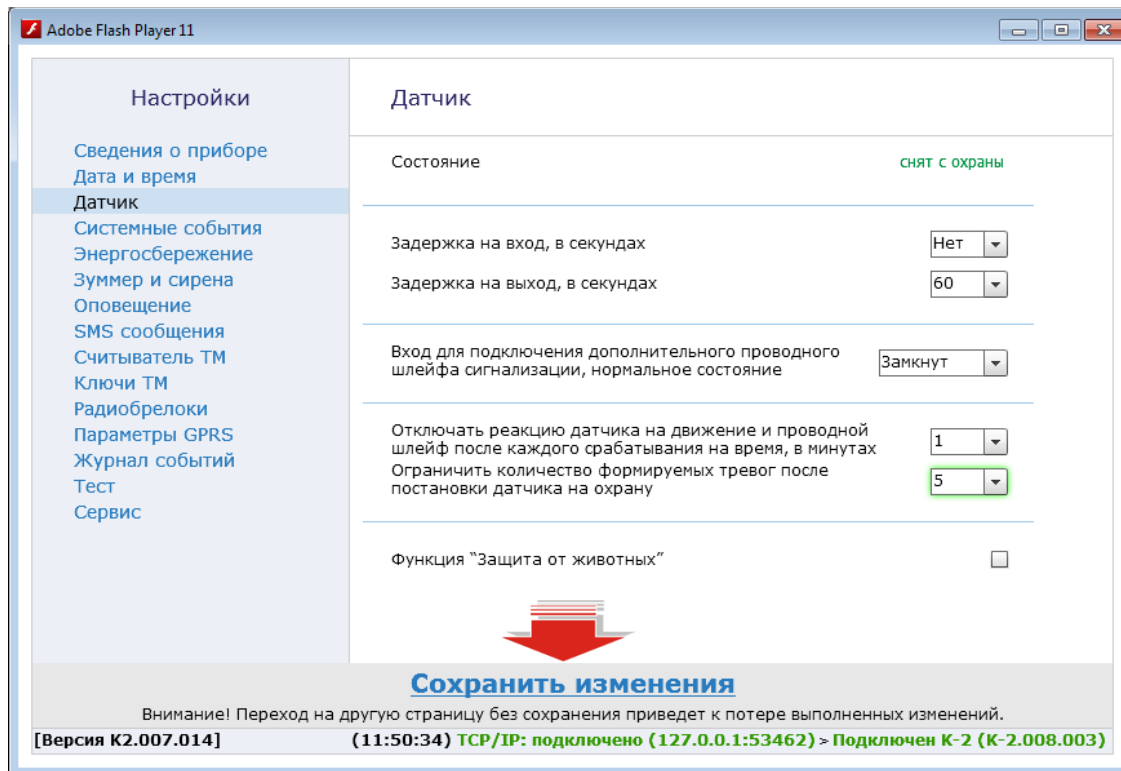 Adobe Flash Player 11
Настройки
Сведения о приборе
Дата и время
Датчик
Системные события
Энергосбережение
Зуммер и сирена
Оповещение
SMS сообщения
Считыватель ТМ
Ключи ТМ
Радиобрелоки
Параметры GPRS
Журнал событий
Тест
Сервис
Датчик
Состояние снят с охраны
Задержка на вход, в секундах Нет
Задержка на выход, в секундах 60
Вход для подключения дополнительного проводного
шлейфа сигнализации, нормальное состояние Замкнут
Отключать реакцию датчика на движение и проводной
шлейф после каждого срабатывания на время, в минутах 1
Ограничить количество формируемых тревог после
постановки датчика на охрану 5
Функция “Защита от животных”
Сохранить изменения
Внимание! Переход на другую страницу без сохранения приведет к потере выполненных изменений.
[Версия K2.007.014] (11:50:34) TCP/IP: подключено (127.0.0.1:53462) > Подключен К-2 (K-2.008.003)